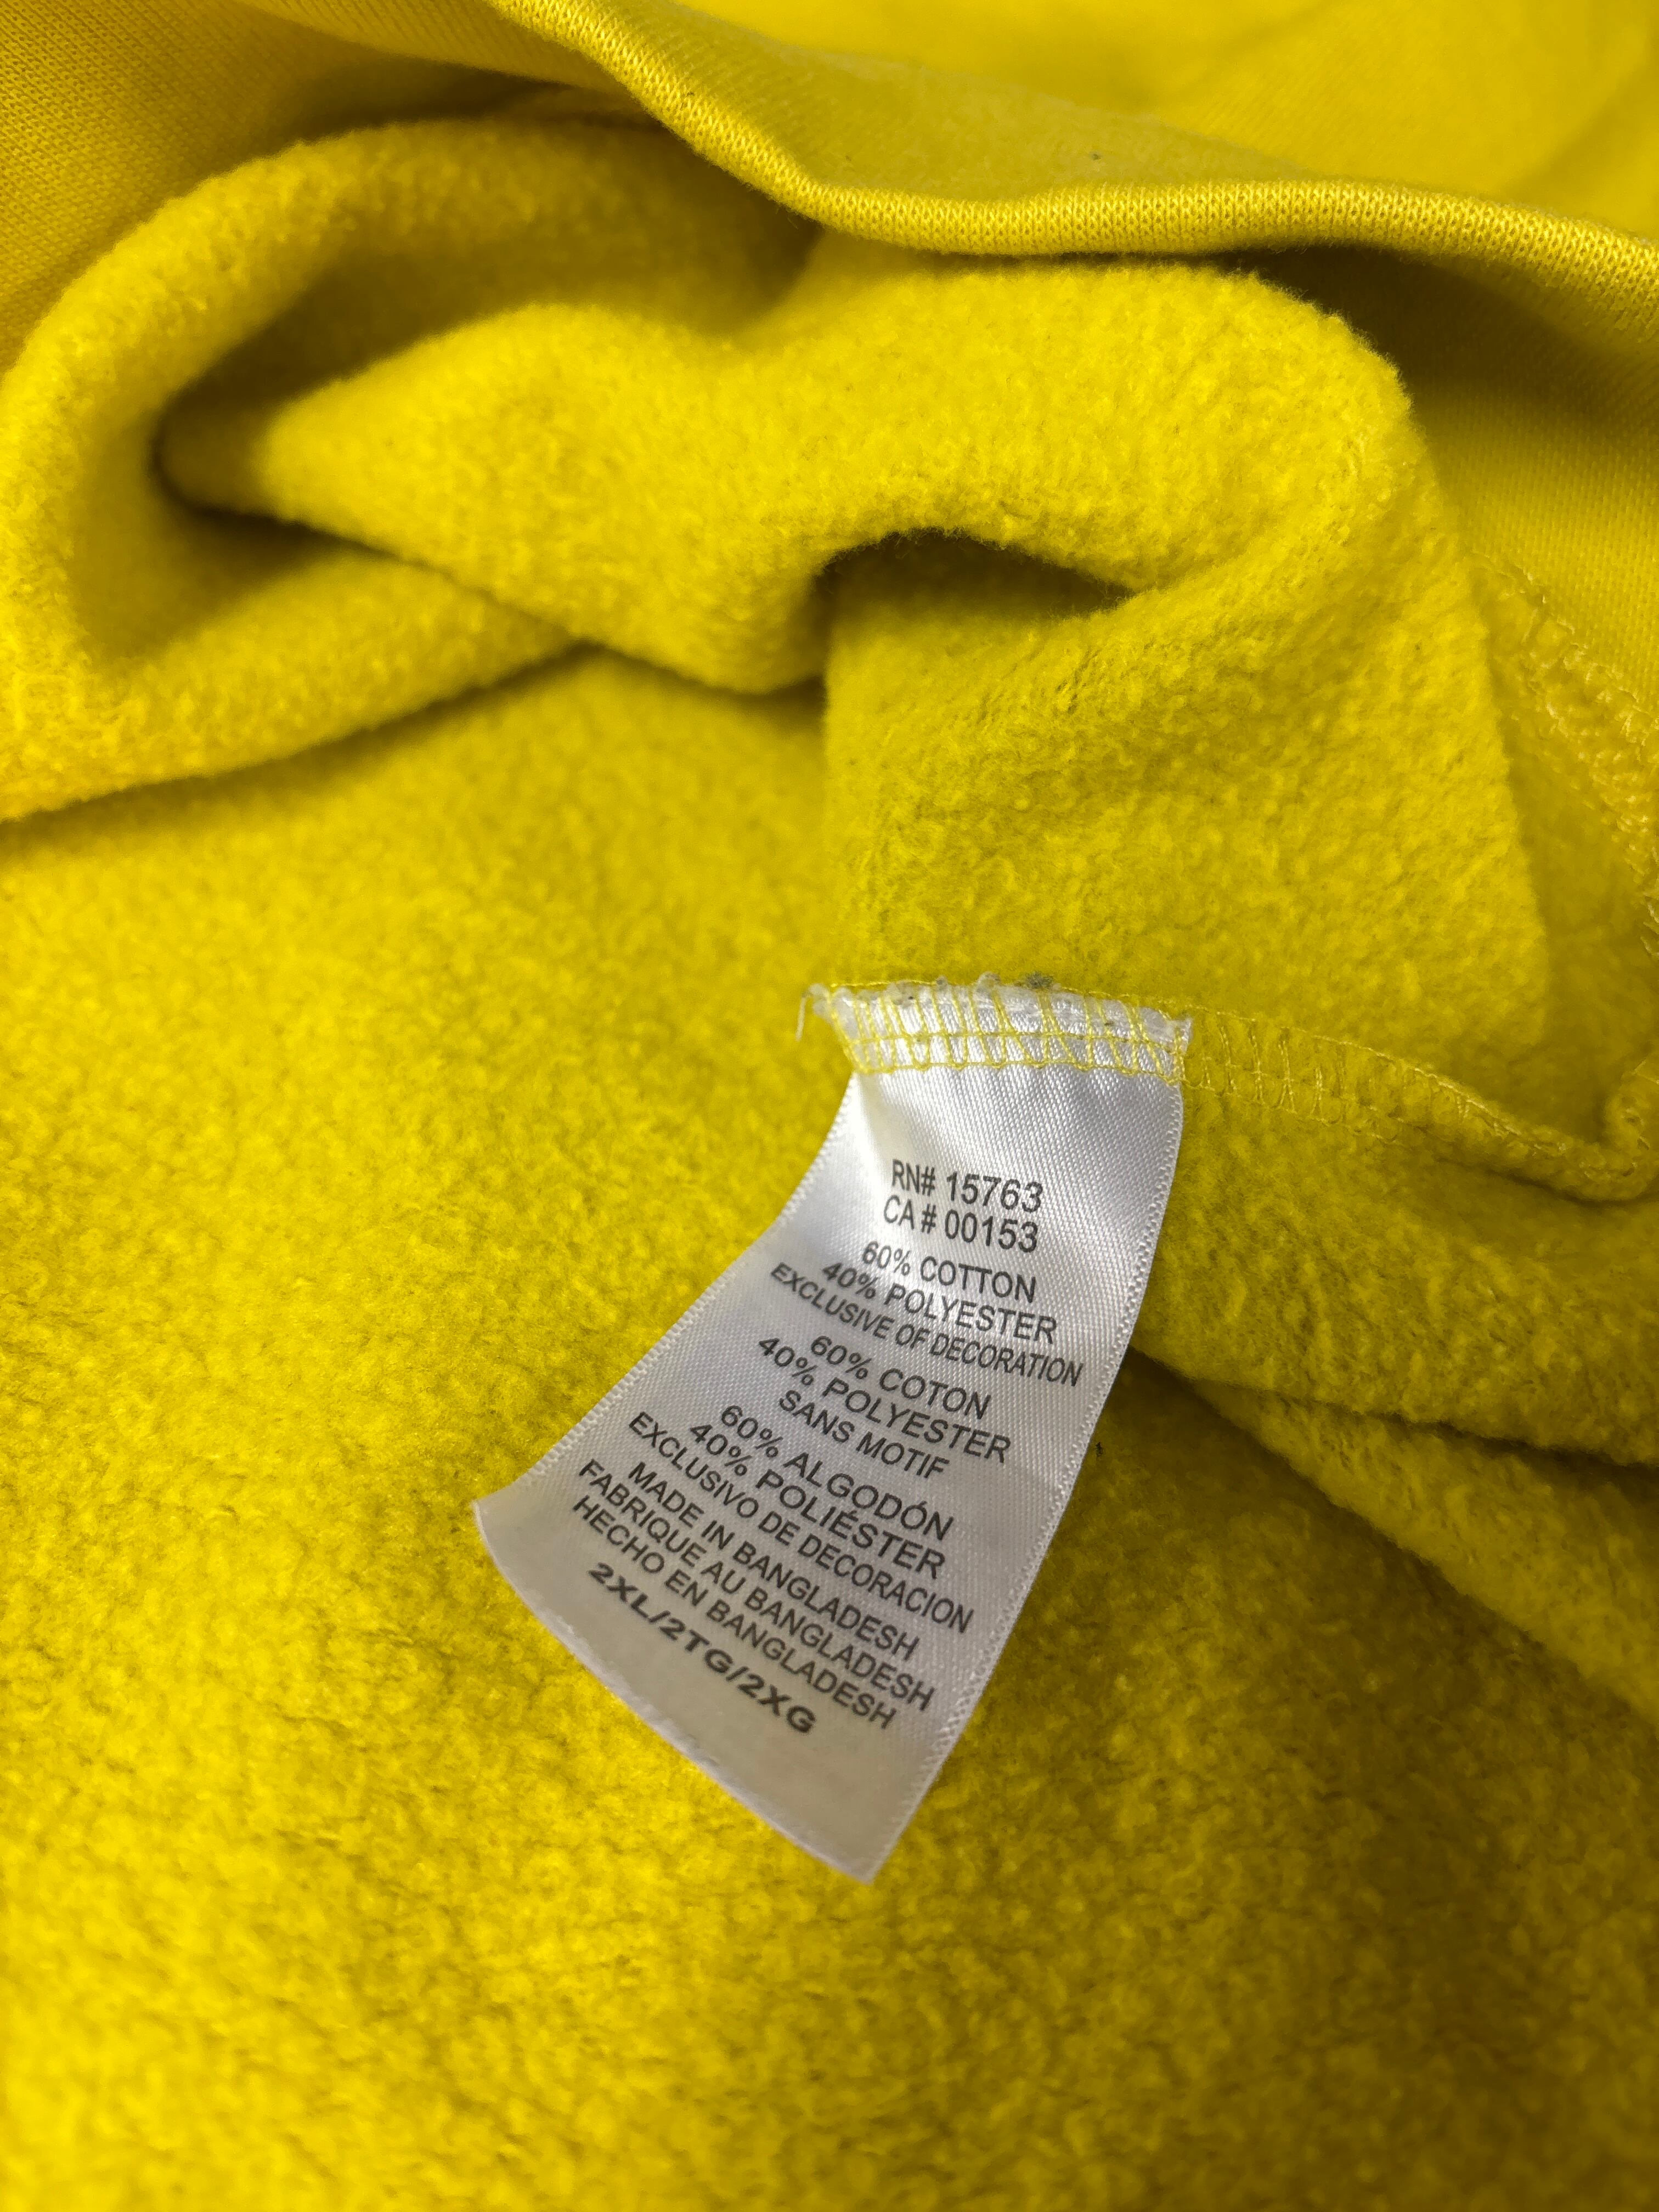 RN# 15763
CA # 00153
60% COTTON
40% POLYESTER
EXCLUSIVE OF DECORATION
60% COTON
40% POLYESTER
SANS MOTIF
60% ALGODÓN
40% POLIÉSTER
EXCLUSIVO DE DECORACION
MADE IN BANGLADESH
FABRIQUE AU BANGLADESH
HECHO EN BANGLADESH
2XL/2TG/2XG